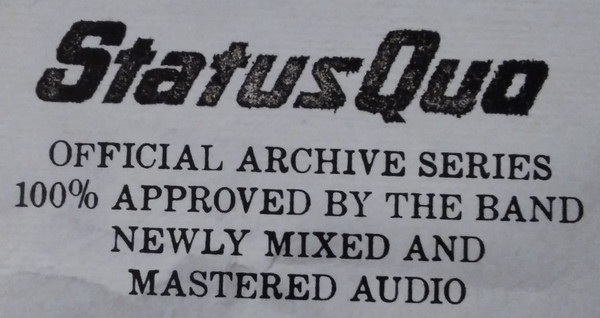 StatusQuo
OFFICIAL ARCHIVE SERIES
100% APPROVED BY THE BAND
NEWLY MIXED AND
MASTERED AUDIO